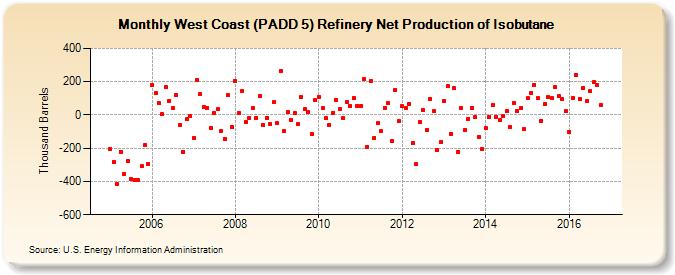 Monthly West Coast (PADD 5) Refinery Net Production of Isobutane
Thousand Barrels
400
200
0
-200
-400
-600
2006 2008 2010 2012 2014 2016
Source: U.S. Energy Information Administration